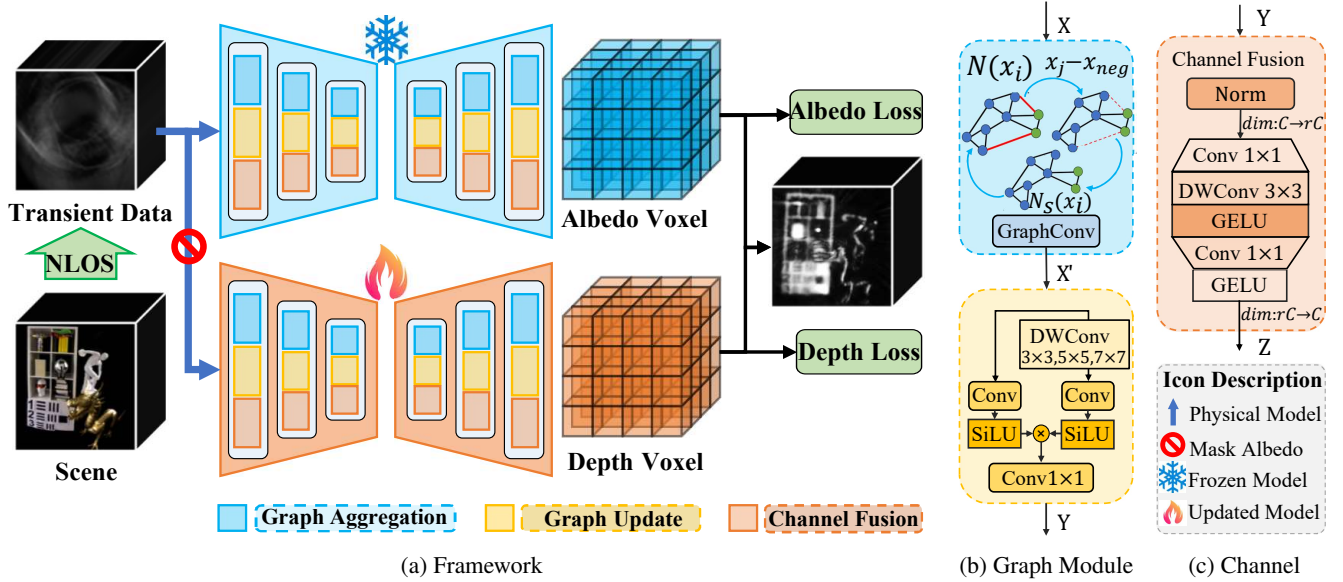 Transient Data
NLOS
Scene
Albedo Voxel
Depth Voxel
Albedo Loss
Depth Loss
Graph Aggregation
Graph Update
Channel Fusion
(a) Framework
X
N(x_i)
x_j−x_neg
N_S(x_i)
GraphConv
X'
DWConv
3×3,5×5,7×7
Conv
Conv
SiLU
SiLU
Conv1×1
Y
(b) Graph Module
Y
Channel Fusion
Norm
dim:C→rC
Conv 1×1
DWConv 3×3
GELU
Conv 1×1
GELU
dim:rC→C
Z
Icon Description
Physical Model
Mask Albedo
Frozen Model
Updated Model
(c) Channel